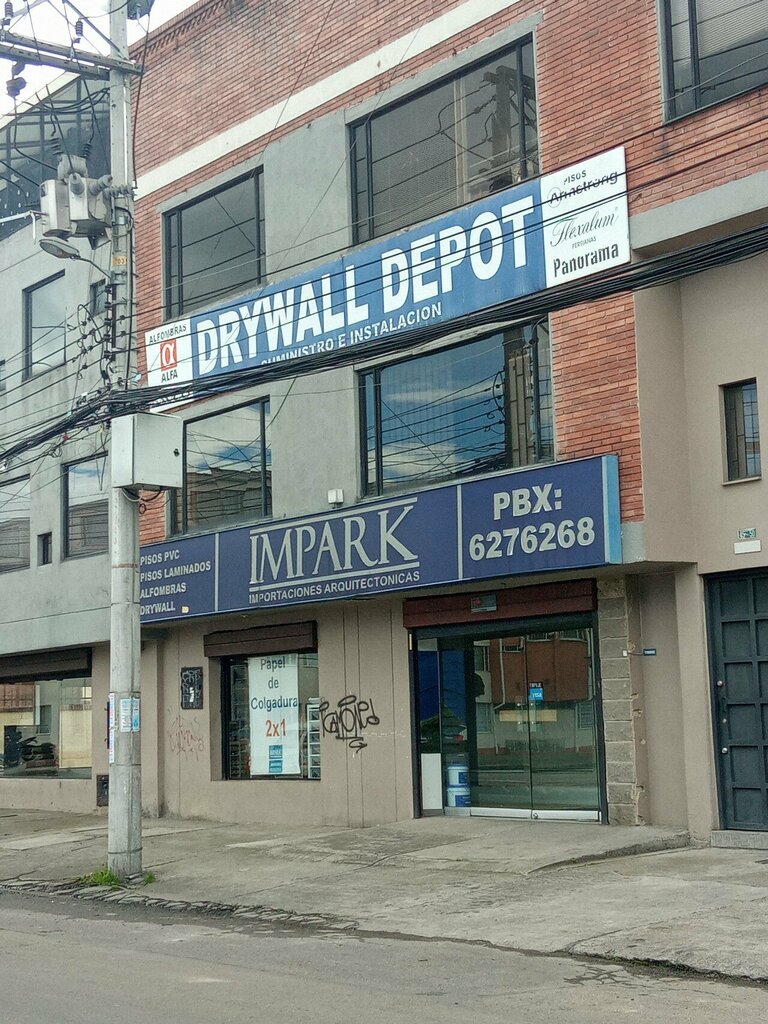 ALFOMBRAS
ALFA
DRYWALL DEPOT
SUMINISTRO E INSTALACION
PISOS
Armstrong
Flexalum
PERSIANAS
Panorama
PISOS PVC
PISOS LAMINADOS
ALFOMBRAS
DRYWALL
IMPARK
IMPORTACIONES ARQUITECTONICAS
PBX:
6276268
Papel
de
Colgadura
2x1